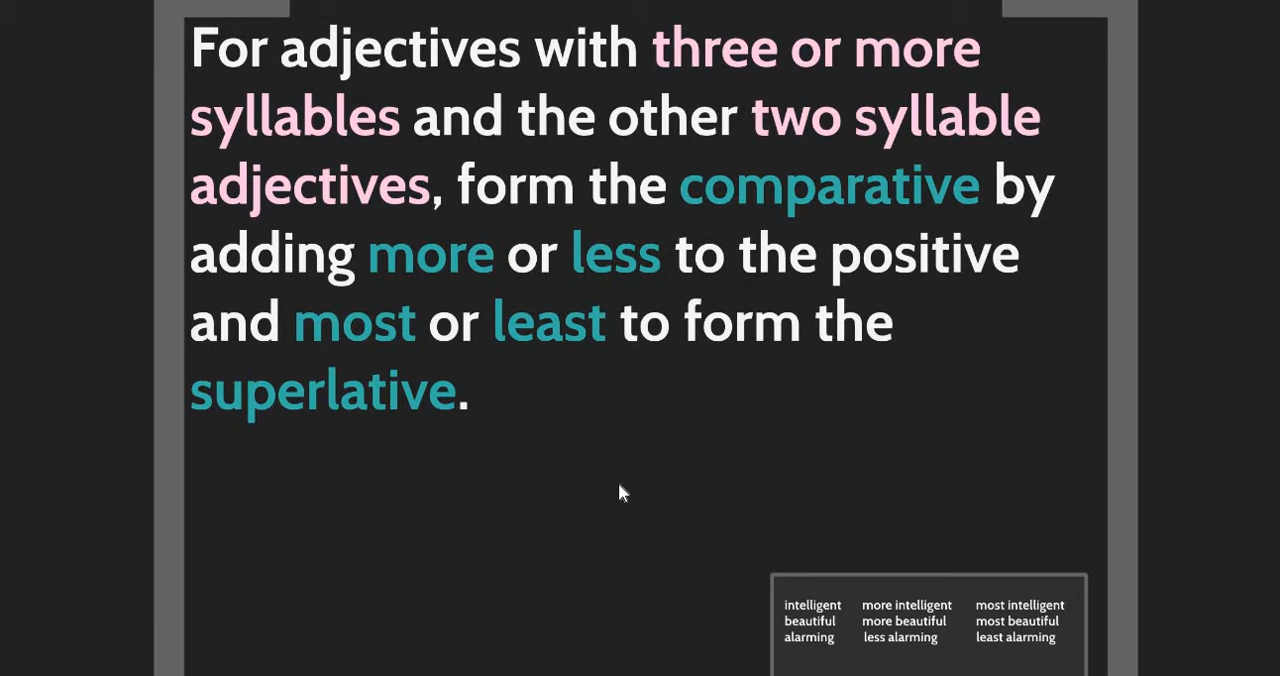 For adjectives with three or more
syllables and the other two syllable
adjectives, form the comparative by
adding more or less to the positive
and most or least to form the
superlative.
intelligent more intelligent most intelligent
beautiful more beautiful most beautiful
alarming less alarming least alarming